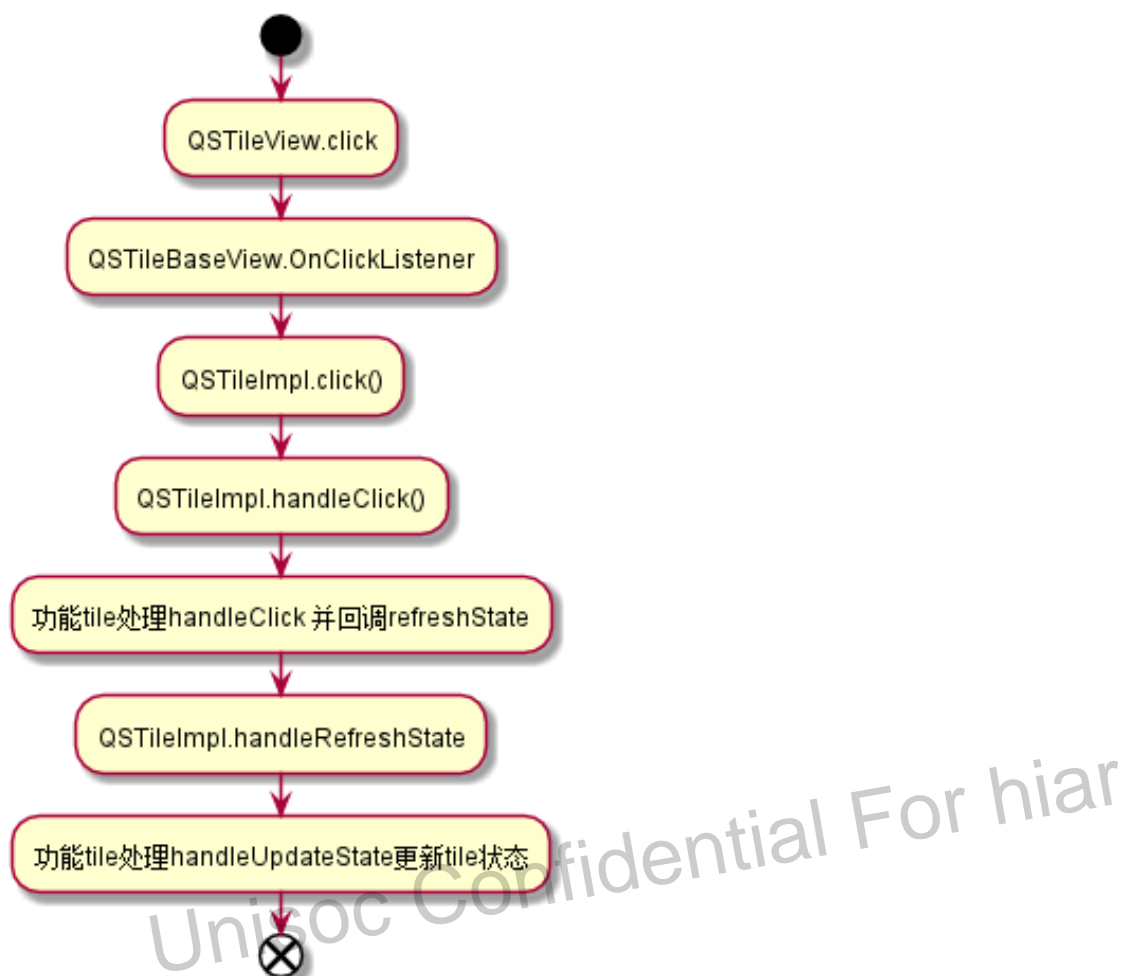 QSTileView.click
QSTileBaseView.OnClickListener
QSTileImpl.click()
QSTileImpl.handleClick()
功能tile处理handleClick 并回调refreshState
QSTileImpl.handleRefreshState
功能tile处理handleUpdateState更新tile状态
Unisoc Confidential For hiar